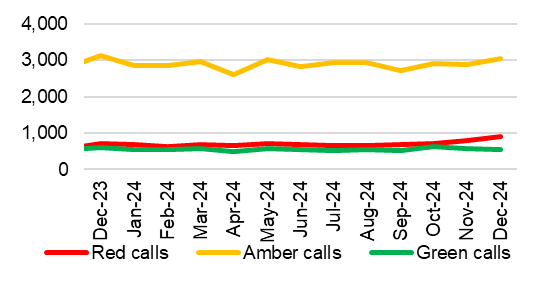 4,000
3,000
2,000
1,000
0
Dec-23
Jan-24
Feb-24
Mar-24
Apr-24
May-24
Jun-24
Jul-24
Aug-24
Sep-24
Oct-24
Nov-24
Dec-24
Red calls Amber calls Green calls